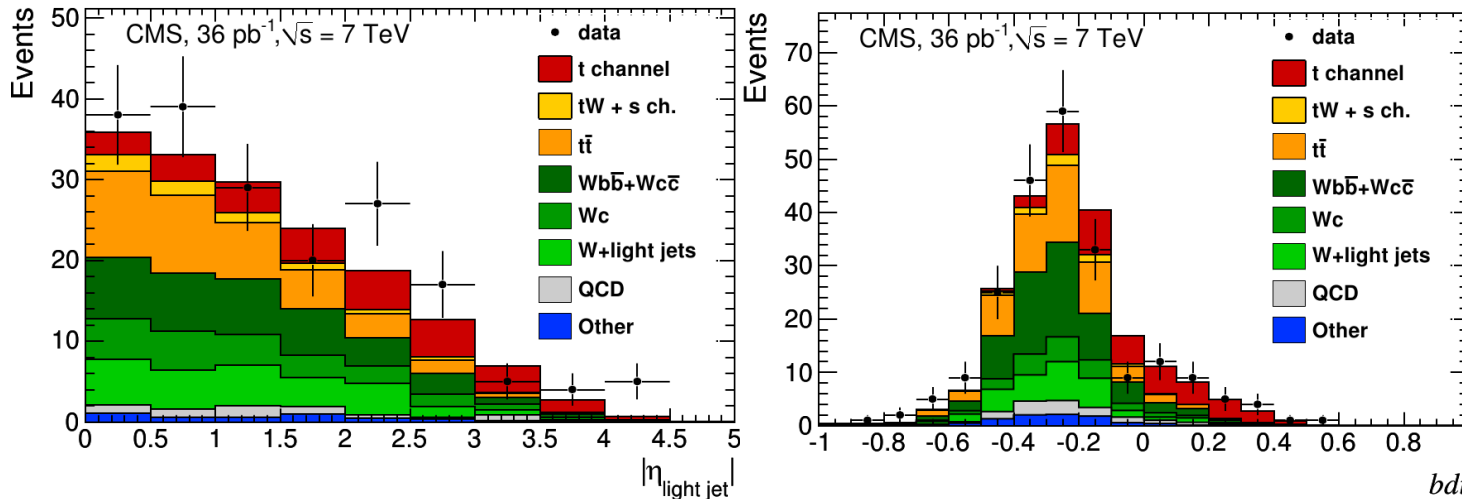 CMS, 36 pb⁻¹,√s = 7 TeV
Events
50
40
30
20
10
0
data
t channel
tW + s ch.
tt̄
Wbb̄+Wcc̄
Wc
W+light jets
QCD
Other
0 0.5 1 1.5 2 2.5 3 3.5 4 4.5 5
|η_light jet|
CMS, 36 pb⁻¹,√s = 7 TeV
Events
70
60
50
40
30
20
10
0
data
t channel
tW + s ch.
tt̄
Wbb̄+Wcc̄
Wc
W+light jets
QCD
Other
-1 -0.8 -0.6 -0.4 -0.2 0 0.2 0.4 0.6 0.8